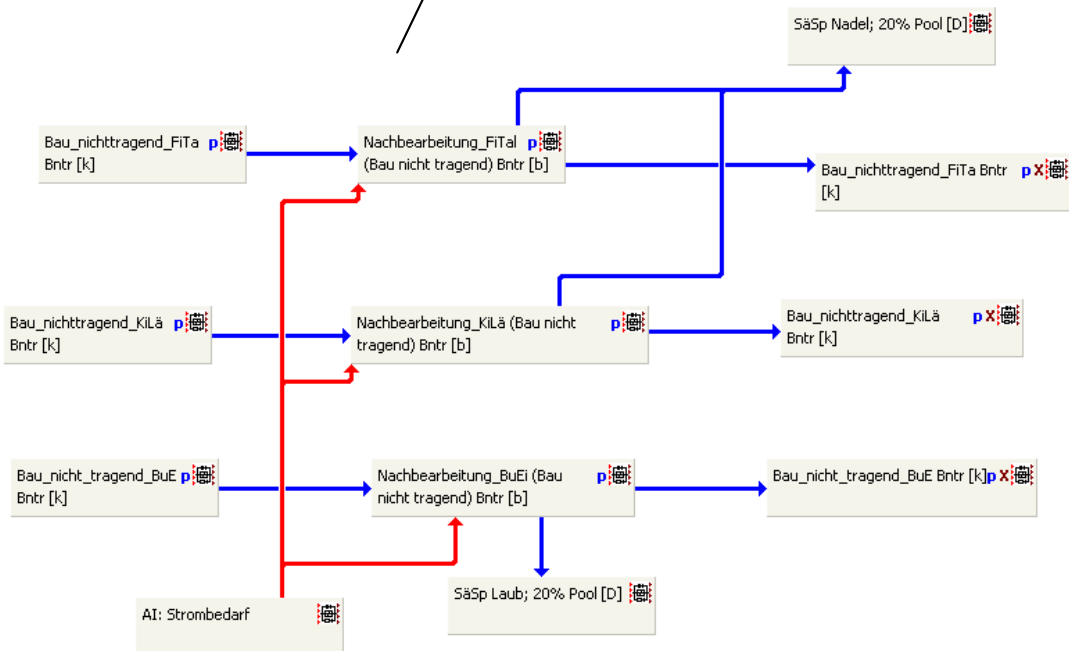 SäSp Nadel; 20% Pool [D]
Bau_nichttragend_FiTa p
Bntr [k]
Nachbearbeitung_FiTal p
(Bau nicht tragend) Bntr [b]
Bau_nichttragend_FiTa Bntr p X
[k]
Bau_nichttragend_KiLä p
Bntr [k]
Nachbearbeitung_KiLä (Bau nicht p
tragend) Bntr [b]
Bau_nichttragend_KiLä p X
Bntr [k]
Bau_nicht_tragend_BuE p
Bntr [k]
Nachbearbeitung_BuEi (Bau p
nicht tragend) Bntr [b]
Bau_nicht_tragend_BuE Bntr [k] p X
SäSp Laub; 20% Pool [D]
AI: Strombedarf